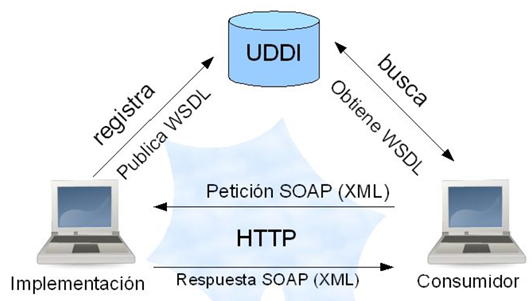 UDDI
registra
Publica WSDL
busca
Obtiene WSDL
Petición SOAP (XML)
HTTP
Respuesta SOAP (XML)
Implementación
Consumidor